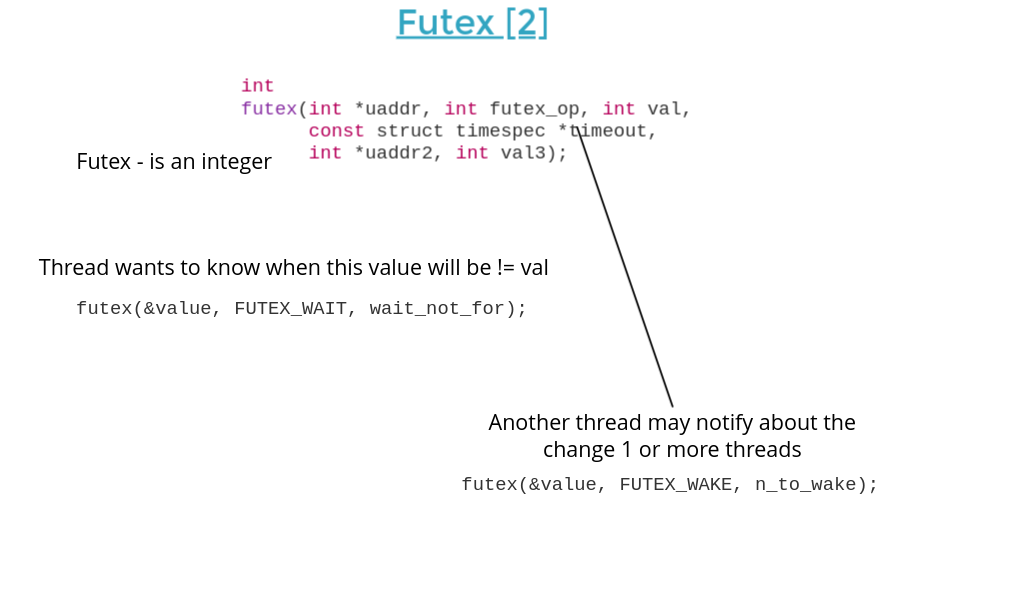 Futex [2]
int
futex(int *uaddr, int futex_op, int val,
const struct timespec *timeout,
int *uaddr2, int val3);
Futex - is an integer
Thread wants to know when this value will be != val
futex(&value, FUTEX_WAIT, wait_not_for);
Another thread may notify about the
change 1 or more threads
futex(&value, FUTEX_WAKE, n_to_wake);